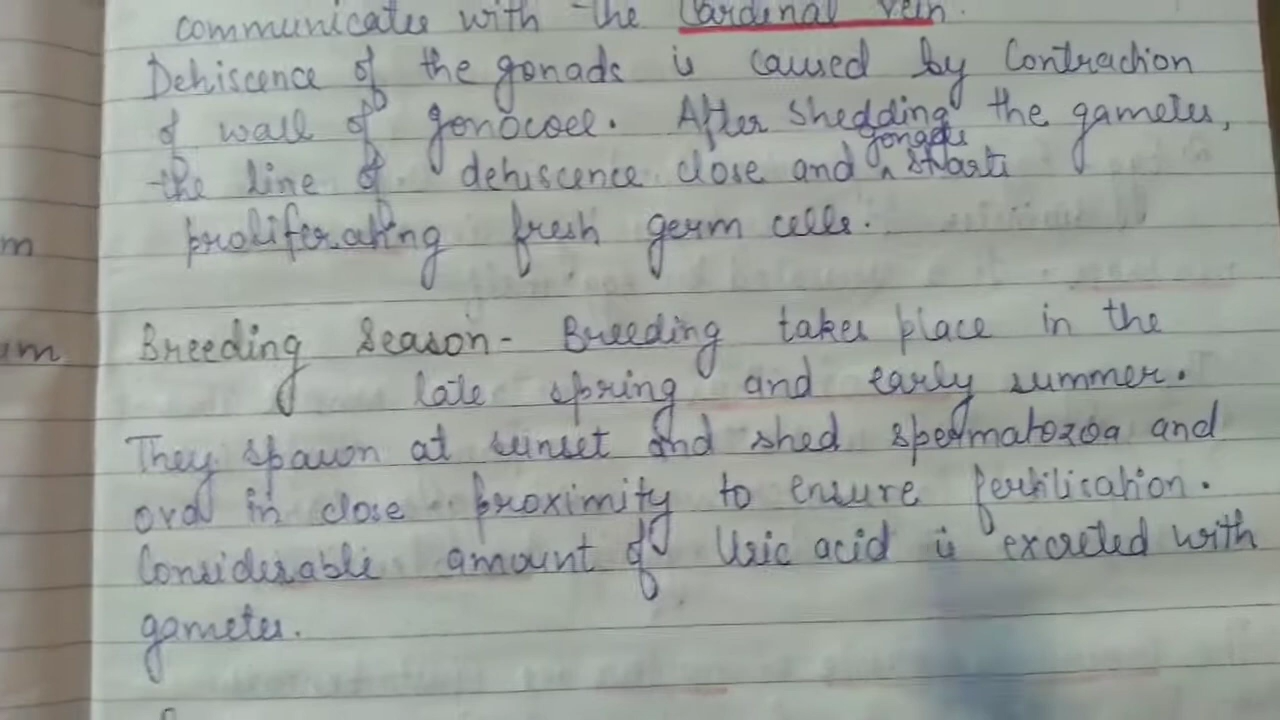 communicates with the Cardinal vein.
Dehiscence of the gonads is caused by Contraction
of wall of gonocoel. After shedding the gametes,
gonads
the line of dehiscence close and ^ starts
proliferating fresh germ cells.
m
um
Breeding Season - Breeding takes place in the
late spring and early summer.
They spawn at sunset and shed spermatozoa and
ova in close proximity to ensure fertilisation.
Considerable amount of Uric acid is excreted with
gametes.